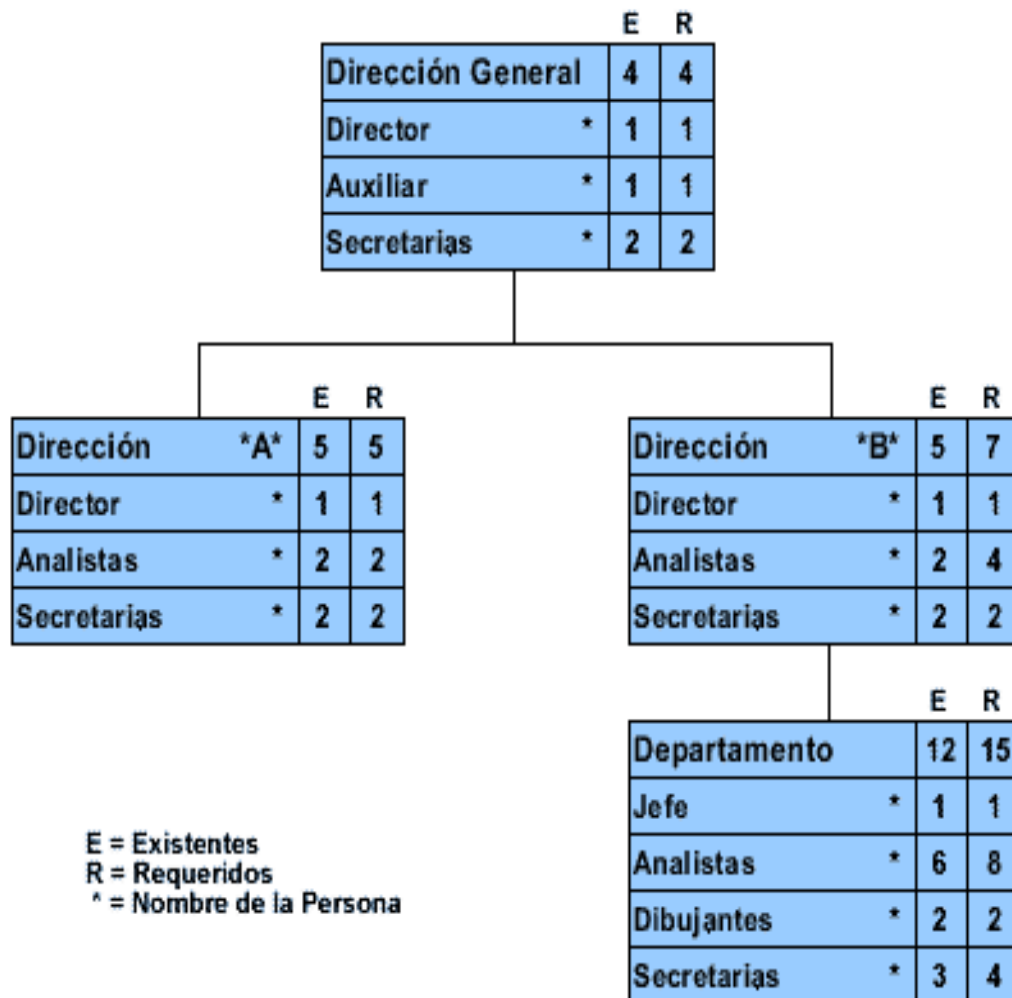 E R
Dirección General 4 4
Director * 1 1
Auxiliar * 1 1
Secretarias * 2 2
E R
Dirección *A* 5 5
Director * 1 1
Analistas * 2 2
Secretarias * 2 2
E R
Dirección *B* 5 7
Director * 1 1
Analistas * 2 4
Secretarias * 2 2
E R
Departamento 12 15
Jefe * 1 1
Analistas * 6 8
Dibujantes * 2 2
Secretarias * 3 4
E = Existentes
R = Requeridos
* = Nombre de la Persona